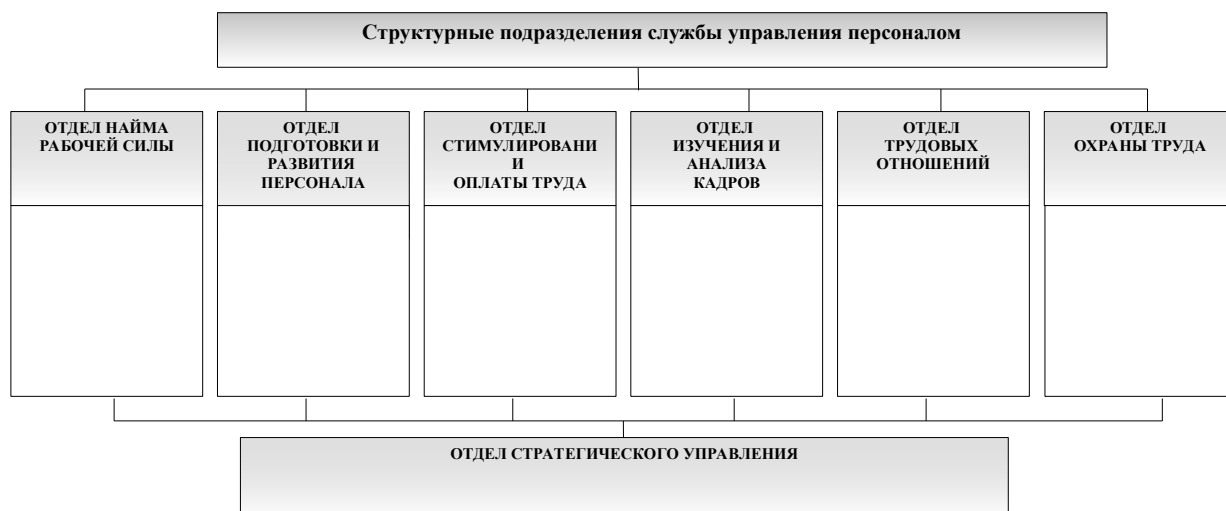 Структурные подразделения службы управления персоналом
ОТДЕЛ НАЙМА
РАБОЧЕЙ СИЛЫ
ОТДЕЛ
ПОДГОТОВКИ И
РАЗВИТИЯ
ПЕРСОНАЛА
ОТДЕЛ
СТИМУЛИРОВАНИ
И
ОПЛАТЫ ТРУДА
ОТДЕЛ
ИЗУЧЕНИЯ И
АНАЛИЗА
КАДРОВ
ОТДЕЛ
ТРУДОВЫХ
ОТНОШЕНИЙ
ОТДЕЛ
ОХРАНЫ ТРУДА
ОТДЕЛ СТРАТЕГИЧЕСКОГО УПРАВЛЕНИЯ